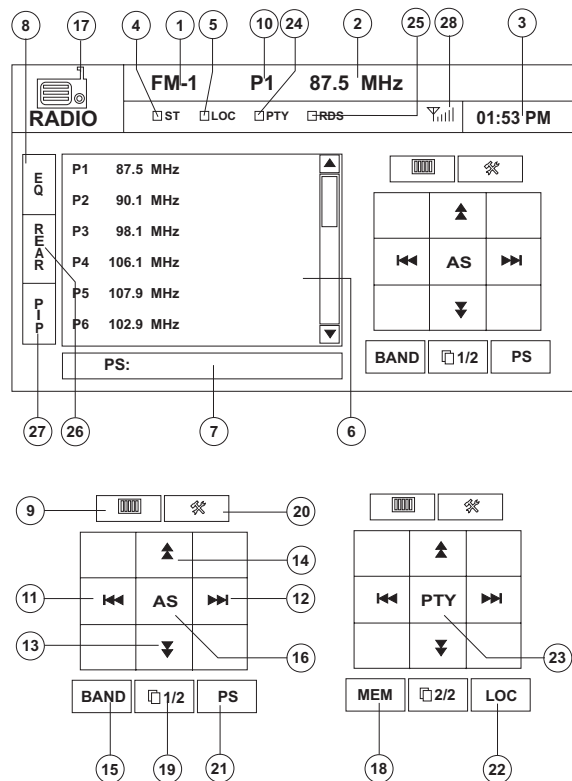 8 17 4 1 5 10 24 2 25 28 3
FM-1 P1 87.5 MHz
RADIO
ST LOC PTY RDS 01:53 PM
EQ
REAR
PIP
P1 87.5 MHz
P2 90.1 MHz
P3 98.1 MHz
P4 106.1 MHz
P5 107.9 MHz
P6 102.9 MHz
PS:
AS
BAND 1/2 PS
27 26 7 6
9 20
14
11 AS 12
13 16
BAND 1/2 PS
15 19 21
PTY
23
MEM 2/2 LOC
18 22